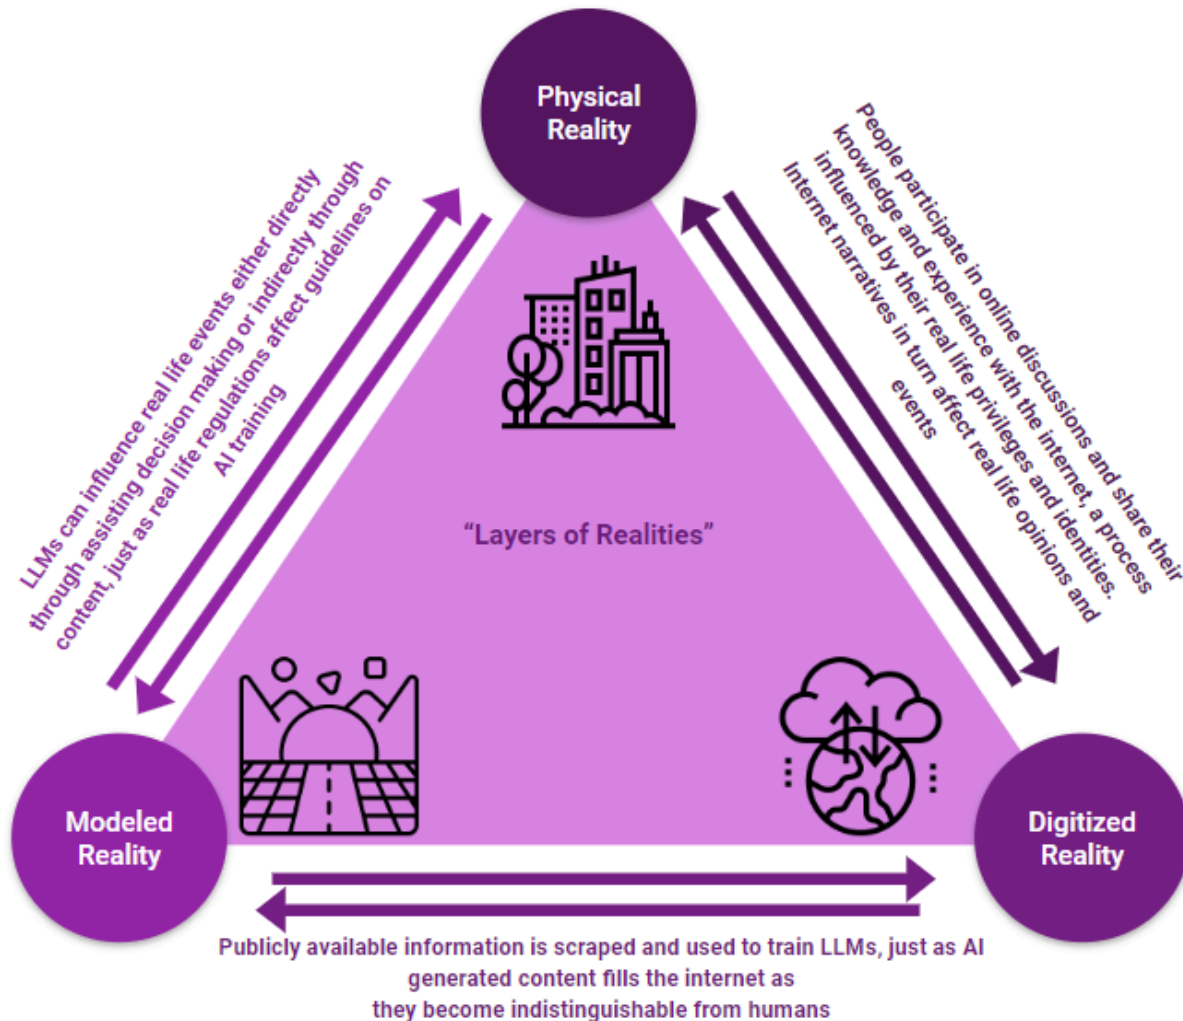 Physical
Reality
LLMs can influence real life events either directly
through assisting decision making or indirectly through
content, just as real life regulations affect guidelines on
AI training
People participate in online discussions and share their
knowledge and experience with the internet, a process
influenced by their real life privileges and identities.
Internet narratives in turn affect real life opinions and
events
“Layers of Realities”
Modeled
Reality
Digitized
Reality
Publicly available information is scraped and used to train LLMs, just as AI
generated content fills the internet as
they become indistinguishable from humans